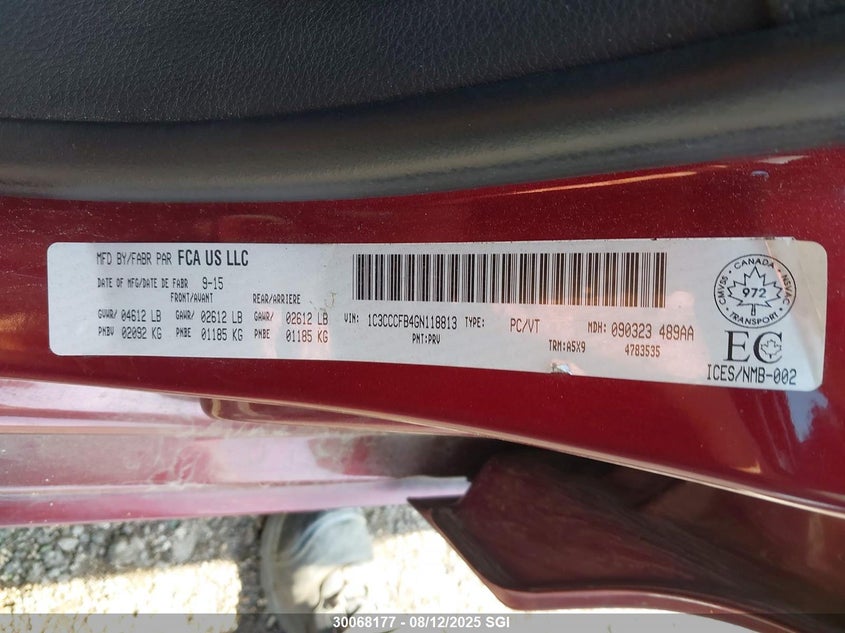 MFD BY/FABR PAR FCA US LLC
DATE OF MFG/DATE DE FABR 9-15
FRONT/AVANT REAR/ARRIERE
GVWR/ 04612 LB GAWR/ 02612 LB GAWR/ 02612 LB
PNBV 02092 KG PNBE 01185 KG PNBE 01185 KG
VIN: 1C3CCCFB4GN118813 TYPE: PC/VT MDH: 090323 489AA
PNT:PRV TRM:A5X9 4783535
CMVSS · CANADA · NSVAC
972
TRANSPORT
EC
ICES/NMB-002
30068177 - 08/12/2025 SGI